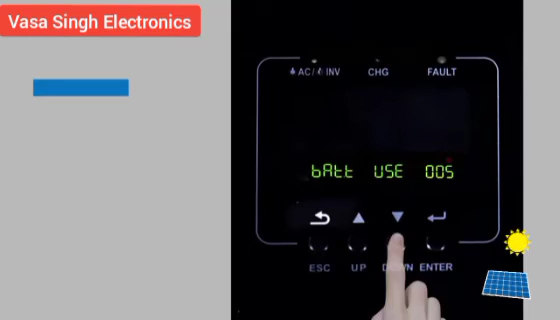 Vasa Singh Electronics
AC/ INV CHG FAULT
bAtt USE 005
ESC UP DOWN ENTER